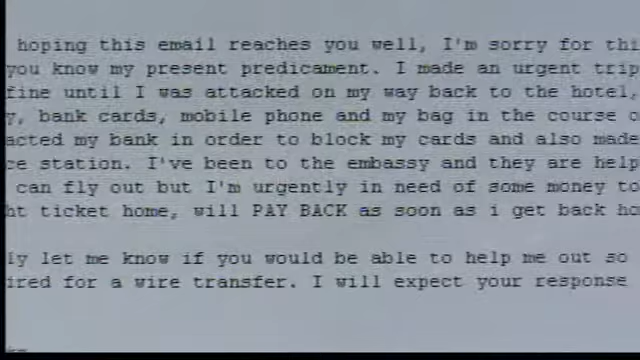 hoping this email reaches you well, I'm sorry for thi
you know my present predicament. I made an urgent trip
fine until I was attacked on my way back to the hotel,
y, bank cards, mobile phone and my bag in the course o
acted my bank in order to block my cards and also made
ce station. I've been to the embassy and they are help
can fly out but I'm urgently in need of some money to
ht ticket home, will PAY BACK as soon as i get back ho
ly let me know if you would be able to help me out so
ired for a wire transfer. I will expect your response